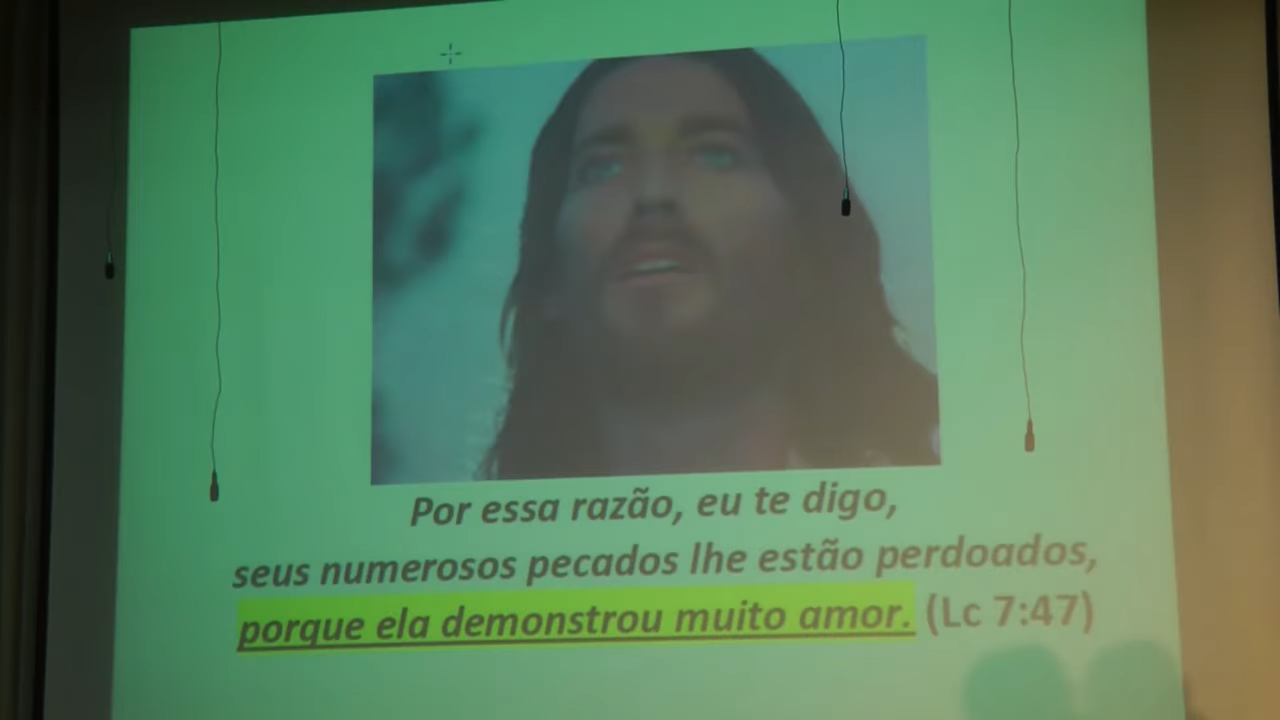 Por essa razão, eu te digo,
seus numerosos pecados lhe estão perdoados,
porque ela demonstrou muito amor. (Lc 7:47)